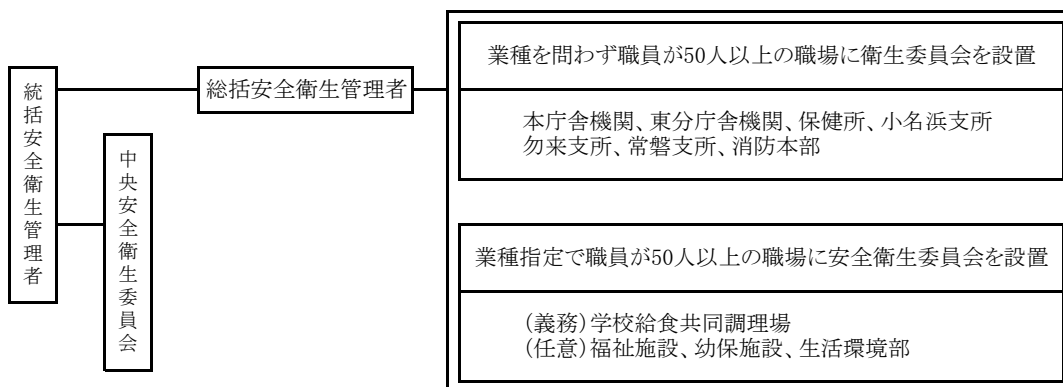 統括安全衛生管理者
中央安全衛生委員会
総括安全衛生管理者
業種を問わず職員が50人以上の職場に衛生委員会を設置
本庁舎機関、東分庁舎機関、保健所、小名浜支所
勿来支所、常磐支所、消防本部
業種指定で職員が50人以上の職場に安全衛生委員会を設置
(義務)学校給食共同調理場
(任意)福祉施設、幼保施設、生活環境部